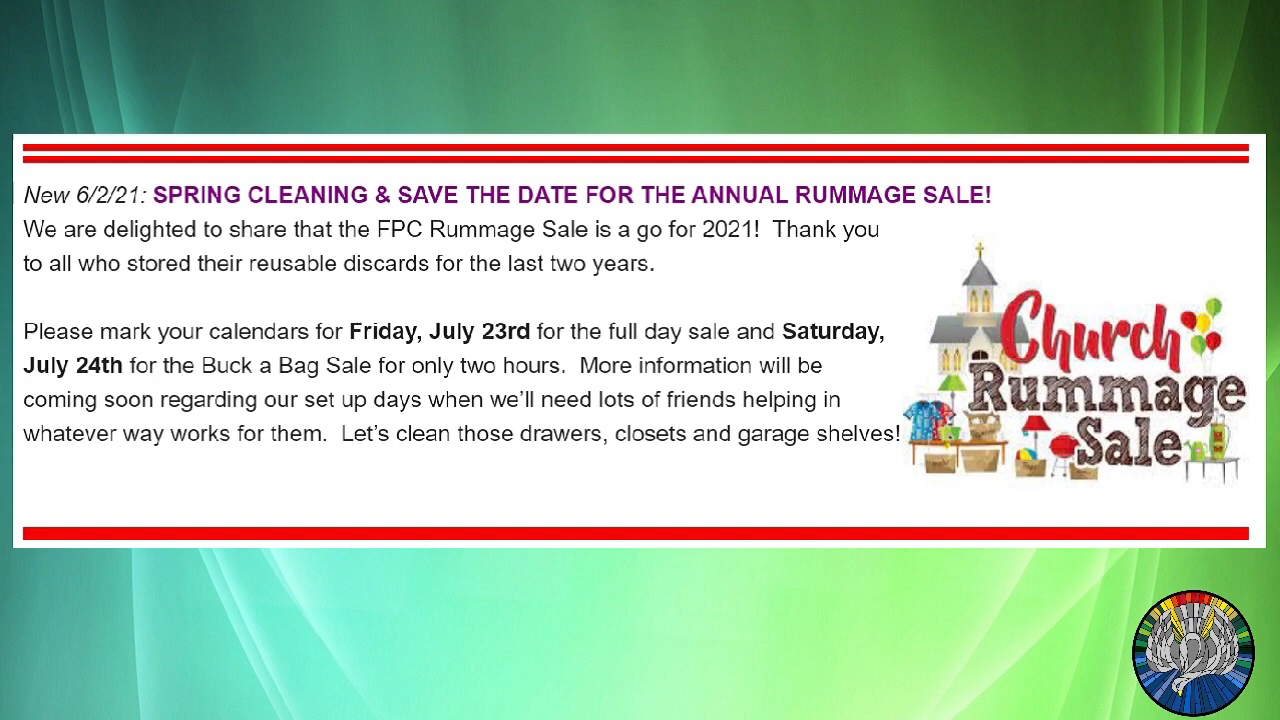 New 6/2/21: SPRING CLEANING & SAVE THE DATE FOR THE ANNUAL RUMMAGE SALE!
We are delighted to share that the FPC Rummage Sale is a go for 2021!  Thank you
to all who stored their reusable discards for the last two years.
Please mark your calendars for Friday, July 23rd for the full day sale and Saturday,
July 24th for the Buck a Bag Sale for only two hours.  More information will be
coming soon regarding our set up days when we’ll need lots of friends helping in
whatever way works for them.  Let’s clean those drawers, closets and garage shelves!
Church
Rummage
Sale